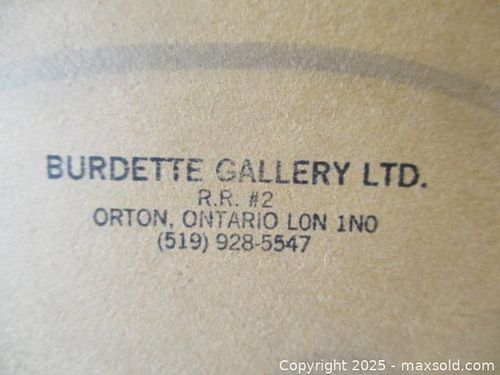 BURDETTE GALLERY LTD.
R.R. #2
ORTON, ONTARIO L0N 1N0
(519) 928-5547
Copyright 2025 - maxsold.com